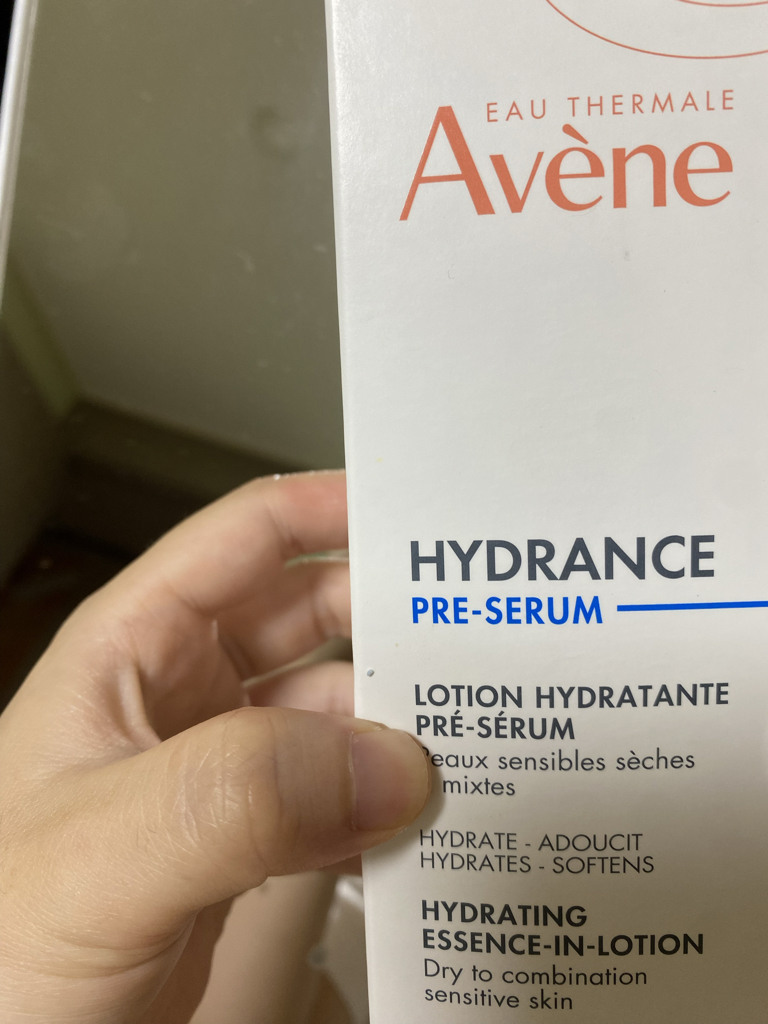 EAU THERMALE
Avène
HYDRANCE
PRE-SERUM
LOTION HYDRATANTE
PRÉ-SÉRUM
Peaux sensibles sèches
mixtes
HYDRATE - ADOUCIT
HYDRATES - SOFTENS
HYDRATING
ESSENCE-IN-LOTION
Dry to combination
sensitive skin